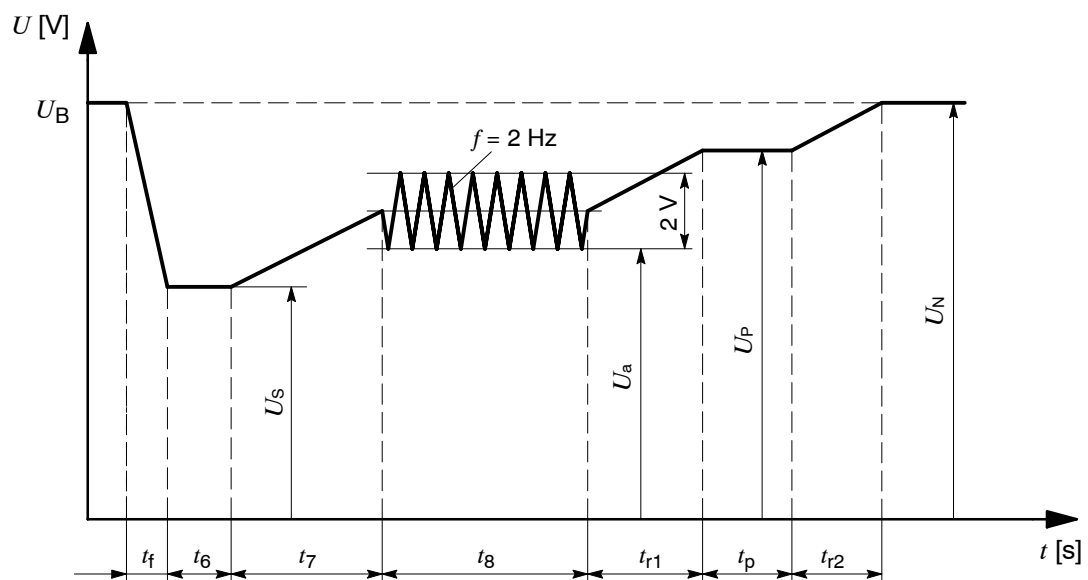 U [V]
U_B
f = 2 Hz
2 V
U_S
U_a
U_P
U_N
t_f t_6 t_7 t_8 t_r1 t_p t_r2
t [s]